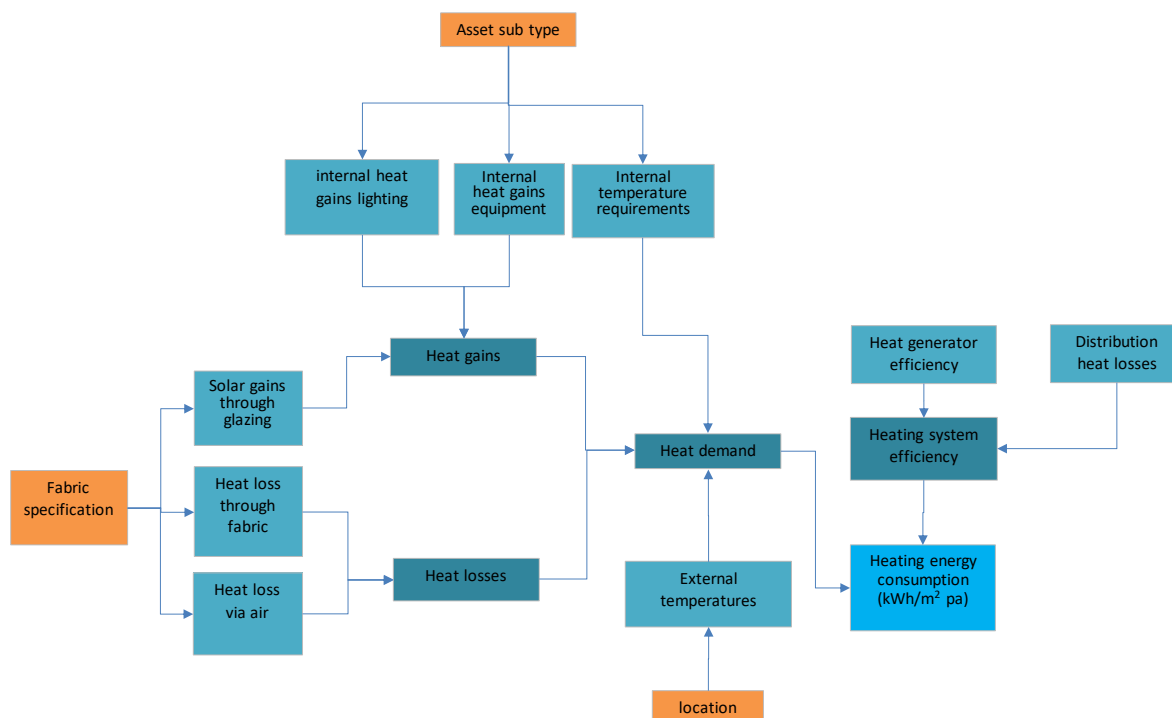 Asset sub type
internal heat
gains lighting
Internal
heat gains
equipment
Internal
temperature
requirements
Heat gains
Heat generator
efficiency
Distribution
heat losses
Solar gains
through
glazing
Heat demand
Heating system
efficiency
Fabric
specification
Heat loss
through
fabric
Heat losses
External
temperatures
Heating energy
consumption
(kWh/m² pa)
Heat loss
via air
location